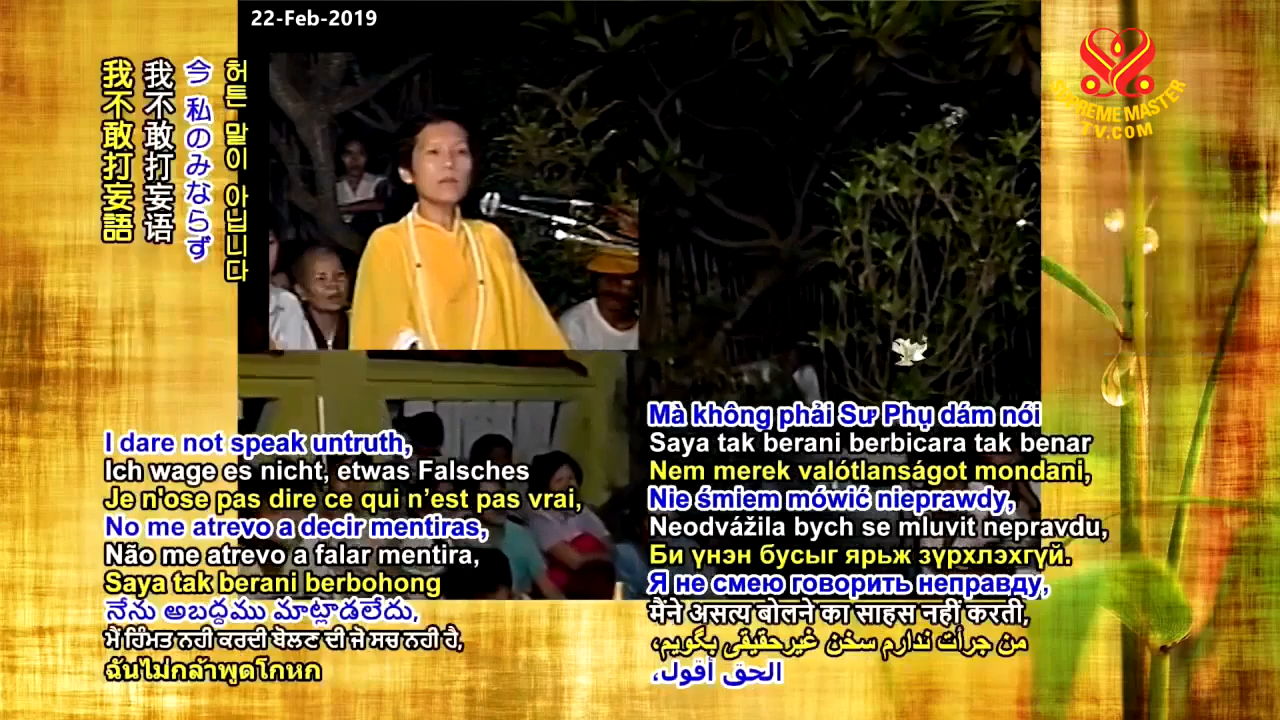 22-Feb-2019
SUPREME MASTER
TV.COM
허튼 말이 아닙니다
今 私のみならず
我不敢打妄语
我不敢打妄語
I dare not speak untruth,
Ich wage es nicht, etwas Falsches
Je n'ose pas dire ce qui n’est pas vrai,
No me atrevo a decir mentiras,
Não me atrevo a falar mentira,
Saya tak berani berbohong
నేను అబద్ధము మాట్లాడలేదు,
ਮੈਂ ਹਿੰਮਤ ਨਹੀ ਕਰਦੀ ਬੋਲਣ ਦੀ ਜੋ ਸਚ ਨਹੀ ਹੈ,
ฉันไม่กล้าพูดโกหก
Mà không phải Sư Phụ dám nói
Saya tak berani berbicara tak benar
Nem merek valótlanságot mondani,
Nie śmiem mówić nieprawdy,
Neodvážila bych se mluvit nepravdu,
Би үнэн бусыг ярьж зүрхлэхгүй.
Я не смею говорить неправду,
मैंने असत्य बोलने का साहस नहीं करती,
من جرأت ندارم سخن غیرحقیقی بگویم،
الحق أقول،